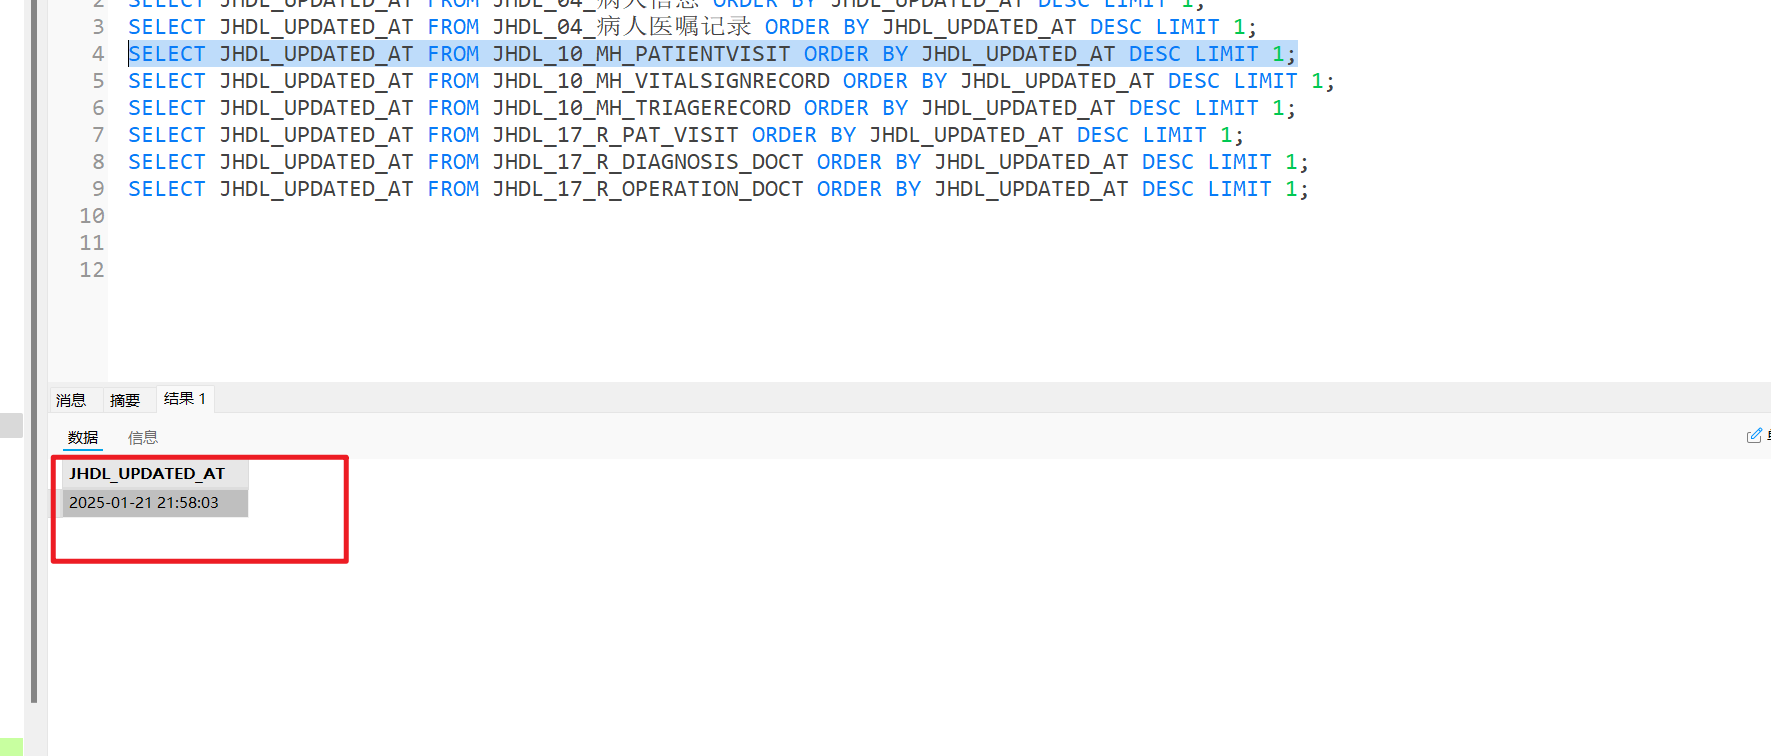 2 SELECT JHDL_UPDATED_AT FROM JHDL_04_病人信息 ORDER BY JHDL_UPDATED_AT DESC LIMIT 1;
3 SELECT JHDL_UPDATED_AT FROM JHDL_04_病人医嘱记录 ORDER BY JHDL_UPDATED_AT DESC LIMIT 1;
4 SELECT JHDL_UPDATED_AT FROM JHDL_10_MH_PATIENTVISIT ORDER BY JHDL_UPDATED_AT DESC LIMIT 1;
5 SELECT JHDL_UPDATED_AT FROM JHDL_10_MH_VITALSIGNRECORD ORDER BY JHDL_UPDATED_AT DESC LIMIT 1;
6 SELECT JHDL_UPDATED_AT FROM JHDL_10_MH_TRIAGERECORD ORDER BY JHDL_UPDATED_AT DESC LIMIT 1;
7 SELECT JHDL_UPDATED_AT FROM JHDL_17_R_PAT_VISIT ORDER BY JHDL_UPDATED_AT DESC LIMIT 1;
8 SELECT JHDL_UPDATED_AT FROM JHDL_17_R_DIAGNOSIS_DOCT ORDER BY JHDL_UPDATED_AT DESC LIMIT 1;
9 SELECT JHDL_UPDATED_AT FROM JHDL_17_R_OPERATION_DOCT ORDER BY JHDL_UPDATED_AT DESC LIMIT 1;
10
11
12
消息 摘要 结果 1
数据 信息
JHDL_UPDATED_AT
2025-01-21 21:58:03